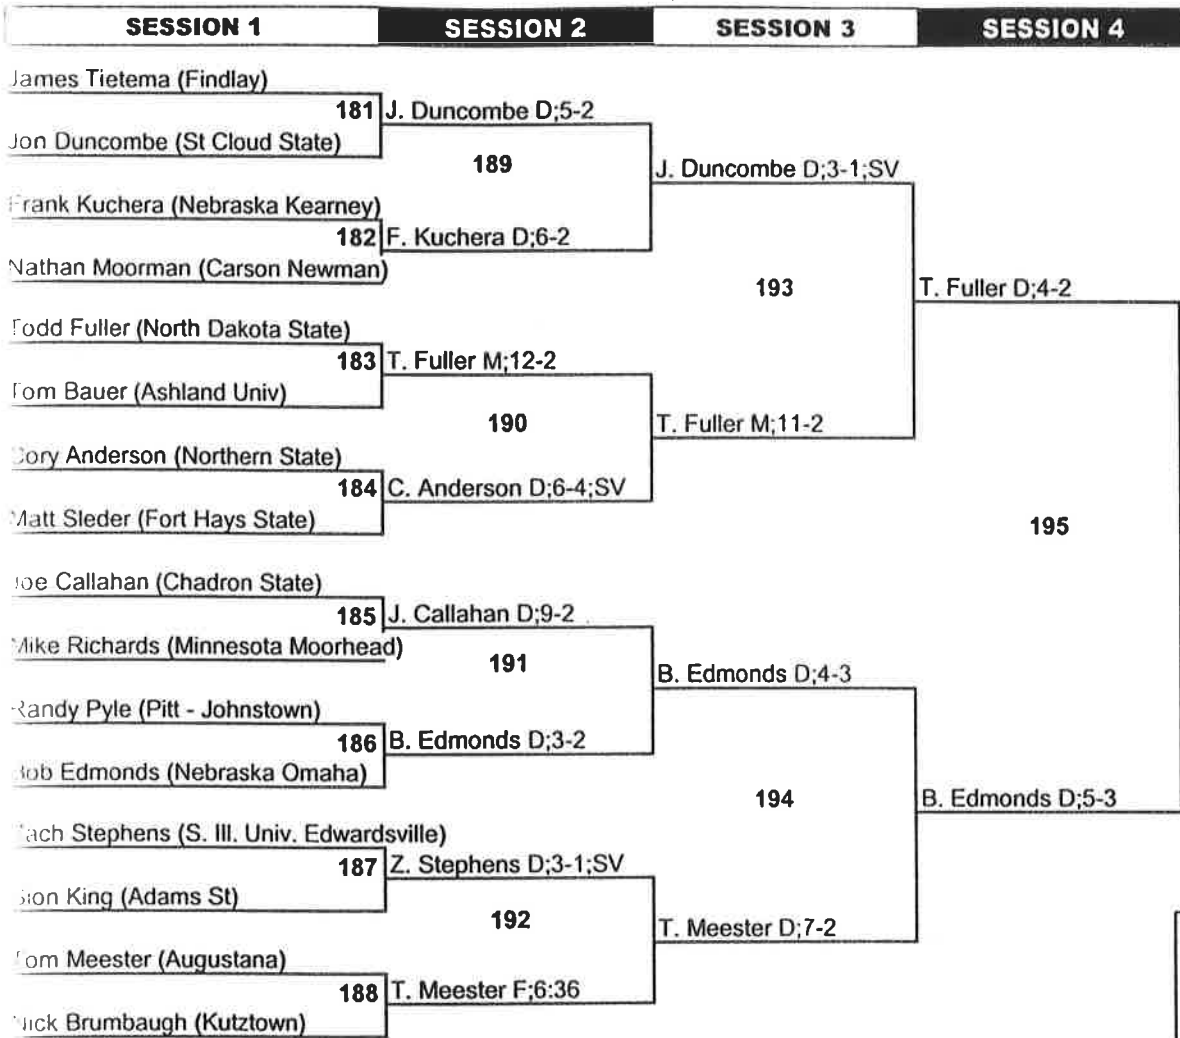 SESSION 1 SESSION 2 SESSION 3 SESSION 4
James Tietema (Findlay)
181 J. Duncombe D;5-2
Jon Duncombe (St Cloud State)
189
J. Duncombe D;3-1;SV
Frank Kuchera (Nebraska Kearney)
182 F. Kuchera D;6-2
Nathan Moorman (Carson Newman)
193 T. Fuller D;4-2
Todd Fuller (North Dakota State)
183 T. Fuller M;12-2
Tom Bauer (Ashland Univ)
190 T. Fuller M;11-2
Cory Anderson (Northern State)
184 C. Anderson D;6-4;SV
Matt Sleder (Fort Hays State)
195
Joe Callahan (Chadron State)
185 J. Callahan D;9-2
Mike Richards (Minnesota Moorhead)
191 B. Edmonds D;4-3
Randy Pyle (Pitt - Johnstown)
186 B. Edmonds D;3-2
Bob Edmonds (Nebraska Omaha)
194 B. Edmonds D;5-3
Zach Stephens (S. Ill. Univ. Edwardsville)
187 Z. Stephens D;3-1;SV
King (Adams St)
192 T. Meester D;7-2
Tom Meester (Augustana)
188 T. Meester F;6:36
Nick Brumbaugh (Kutztown)